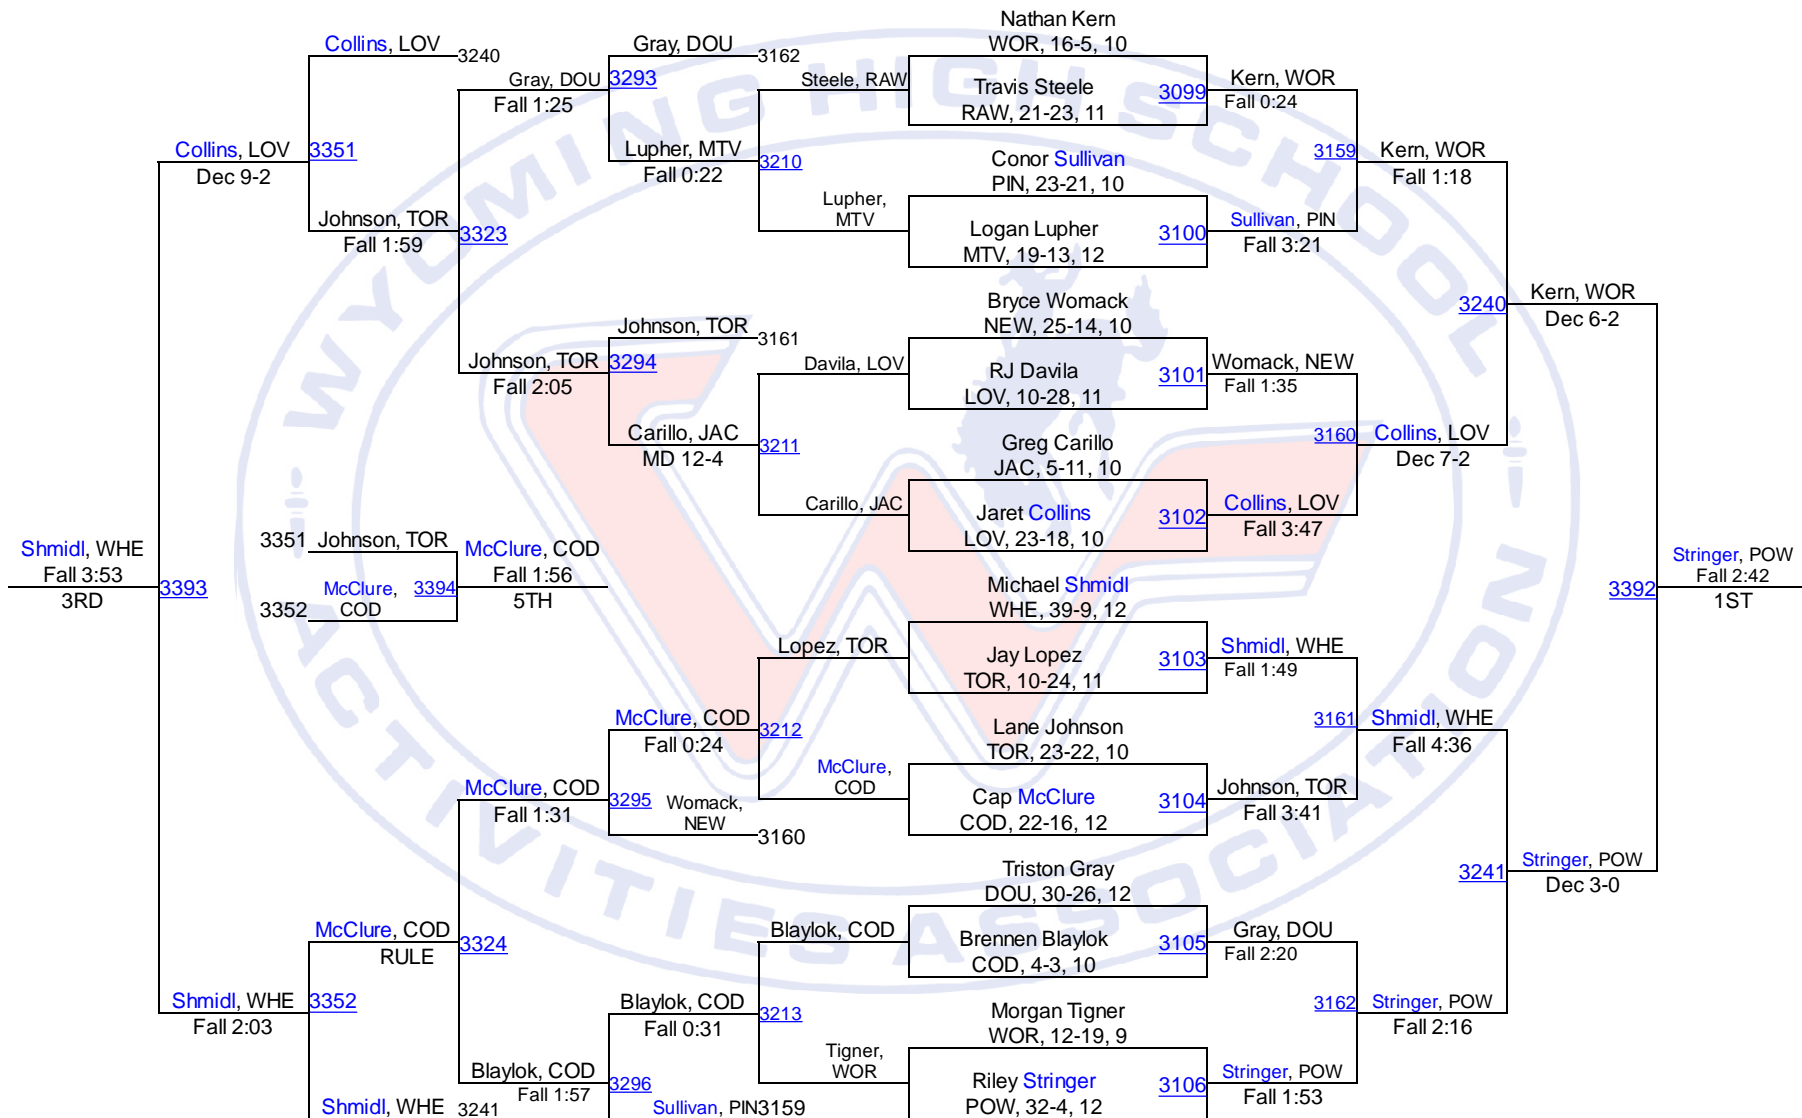 Nathan Kern
WOR, 16-5, 10
Collins, LOV
3240
Gray, DOU
3162
Gray, DOU
3293
Fall 1:25
Steele, RAW
Travis Steele
RAW, 21-23, 11
3099
Kern, WOR
Fall 0:24
Collins, LOV
3351
Dec 9-2
Lupher, MTV
3210
Fall 0:22
Conor Sullivan
PIN, 23-21, 10
3159
Kern, WOR
Fall 1:18
Lupher,
MTV
Johnson, TOR
3323
Fall 1:59
Logan Lupher
MTV, 19-13, 12
3100
Sullivan, PIN
Fall 3:21
Bryce Womack
NEW, 25-14, 10
3240
Kern, WOR
Dec 6-2
Johnson, TOR
3161
Johnson, TOR
3294
Fall 2:05
Davila, LOV
RJ Davila
LOV, 10-28, 11
3101
Womack, NEW
Fall 1:35
Carillo, JAC
3211
MD 12-4
Greg Carillo
JAC, 5-11, 10
3160
Collins, LOV
Dec 7-2
Carillo, JAC
Jaret Collins
LOV, 23-18, 10
3102
Collins, LOV
Fall 3:47
Shmidl, WHE
Fall 3:53
3RD
3393
3351
Johnson, TOR
McClure,
COD
3352
3394
McClure, COD
Fall 1:56
5TH
Michael Shmidl
WHE, 39-9, 12
3392
Stringer, POW
Fall 2:42
1ST
Lopez, TOR
Jay Lopez
TOR, 10-24, 11
3103
Shmidl, WHE
Fall 1:49
McClure, COD
3212
Fall 0:24
Lane Johnson
TOR, 23-22, 10
3161
Shmidl, WHE
Fall 4:36
McClure,
COD
McClure, COD
3295
Fall 1:31
Womack,
NEW
3160
Cap McClure
COD, 22-16, 12
3104
Johnson, TOR
Fall 3:41
Triston Gray
DOU, 30-26, 12
3241
Stringer, POW
Dec 3-0
McClure, COD
3324
RULE
Blaylok, COD
Brennen Blaylok
COD, 4-3, 10
3105
Gray, DOU
Fall 2:20
Shmidl, WHE
3352
Fall 2:03
Blaylok, COD
3213
Fall 0:31
Morgan Tigner
WOR, 12-19, 9
3162
Stringer, POW
Fall 2:16
Tigner,
WOR
Blaylok, COD
3296
Fall 1:57
Riley Stringer
POW, 32-4, 12
3106
Stringer, POW
Fall 1:53
Shmidl, WHE
3241
Sullivan, PIN
3159
WYOMING HIGH SCHOOL
ACTIVITIES ASSOCIATION